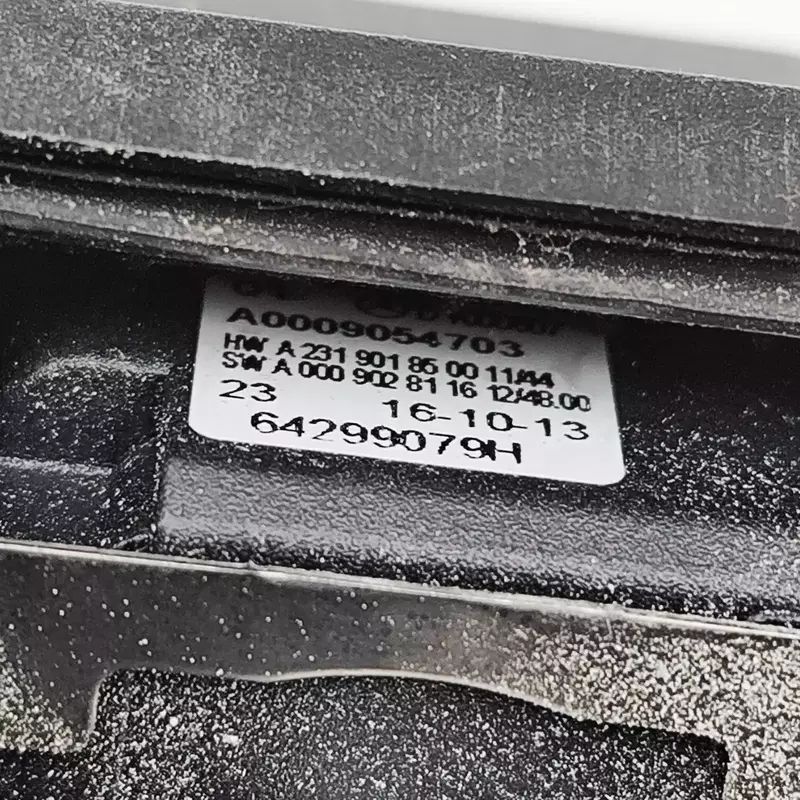 A0009054703
HW A 231 901 86 00 11/44
SW A 000 902 81 16 12/48.00
23 16-10-13
64299079H